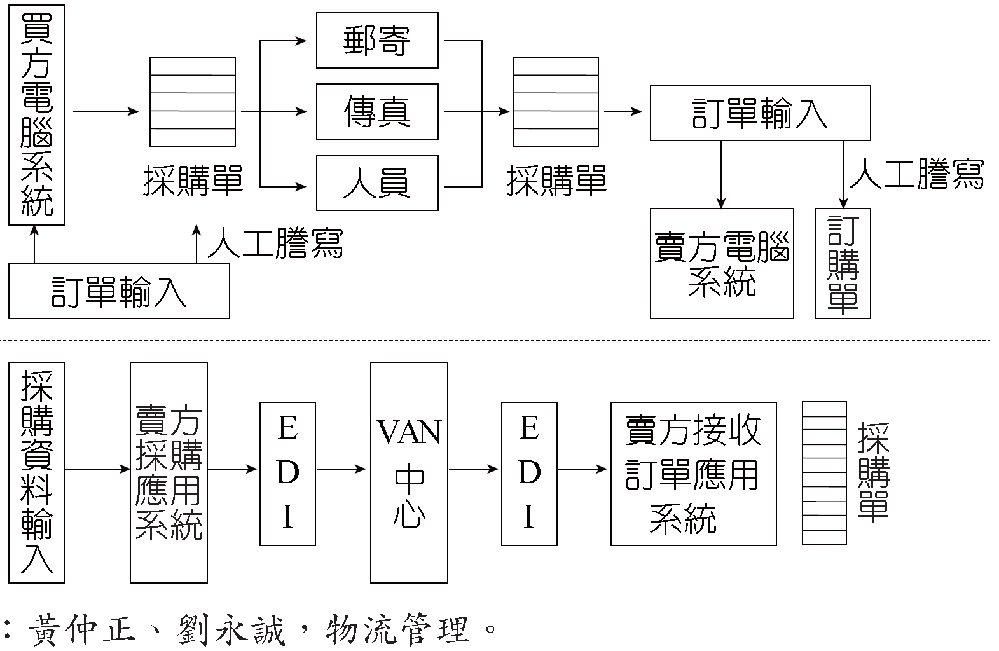 買方電腦系統
採購單
郵寄
傳真
人員
採購單
訂單輸入
人工謄寫
賣方電腦
系統
訂購單
人工謄寫
訂單輸入
採購資料輸入
賣方
採購
應用
系統
EDI
VAN
中
心
EDI
賣方接收
訂單應用
系統
採購單
：黃仲正、劉永誠，物流管理。